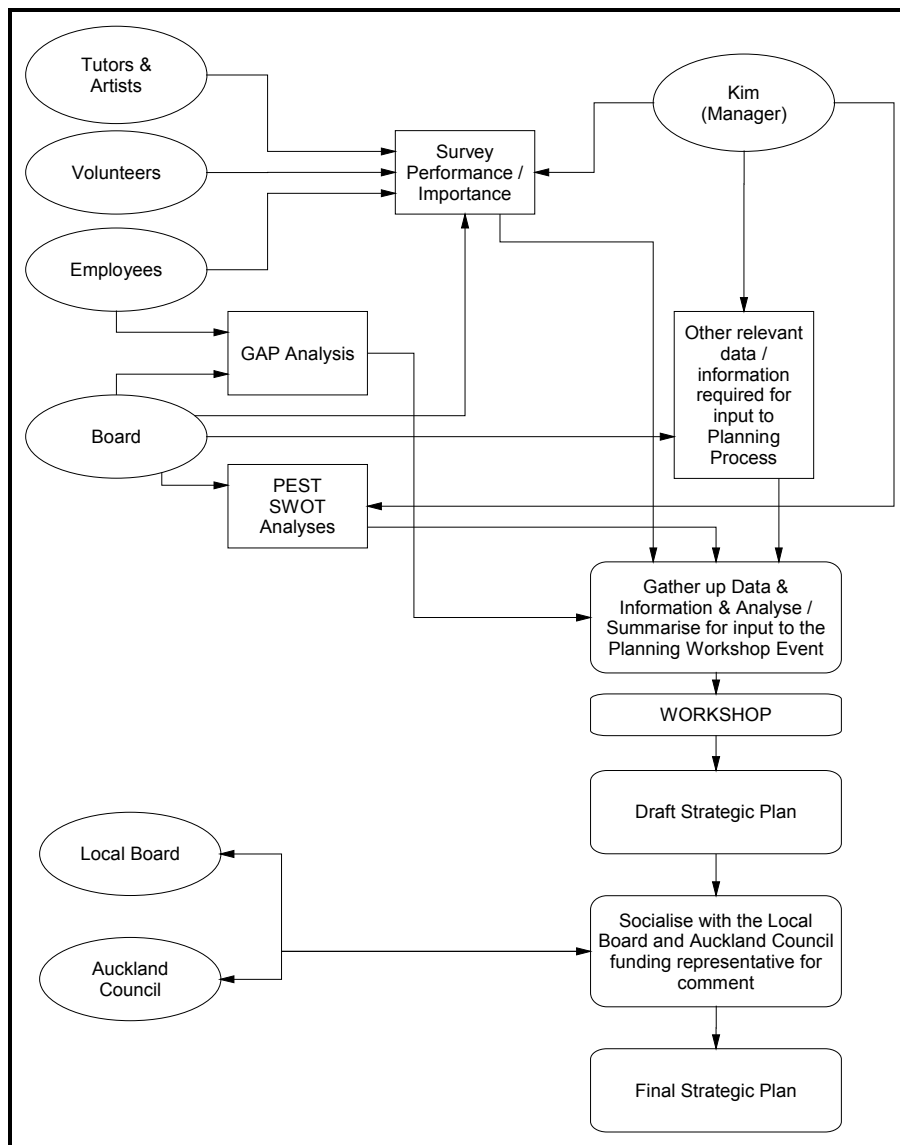 Tutors &
Artists
Kim
(Manager)
Survey
Performance /
Importance
Volunteers
Employees
GAP Analysis
Other relevant
data /
information
required for
input to
Planning
Process
Board
PEST
SWOT
Analyses
Gather up Data &
Information & Analyse /
Summarise for input to the
Planning Workshop Event
WORKSHOP
Draft Strategic Plan
Local Board
Socialise with the Local
Board and Auckland Council
funding representative for
comment
Auckland
Council
Final Strategic Plan